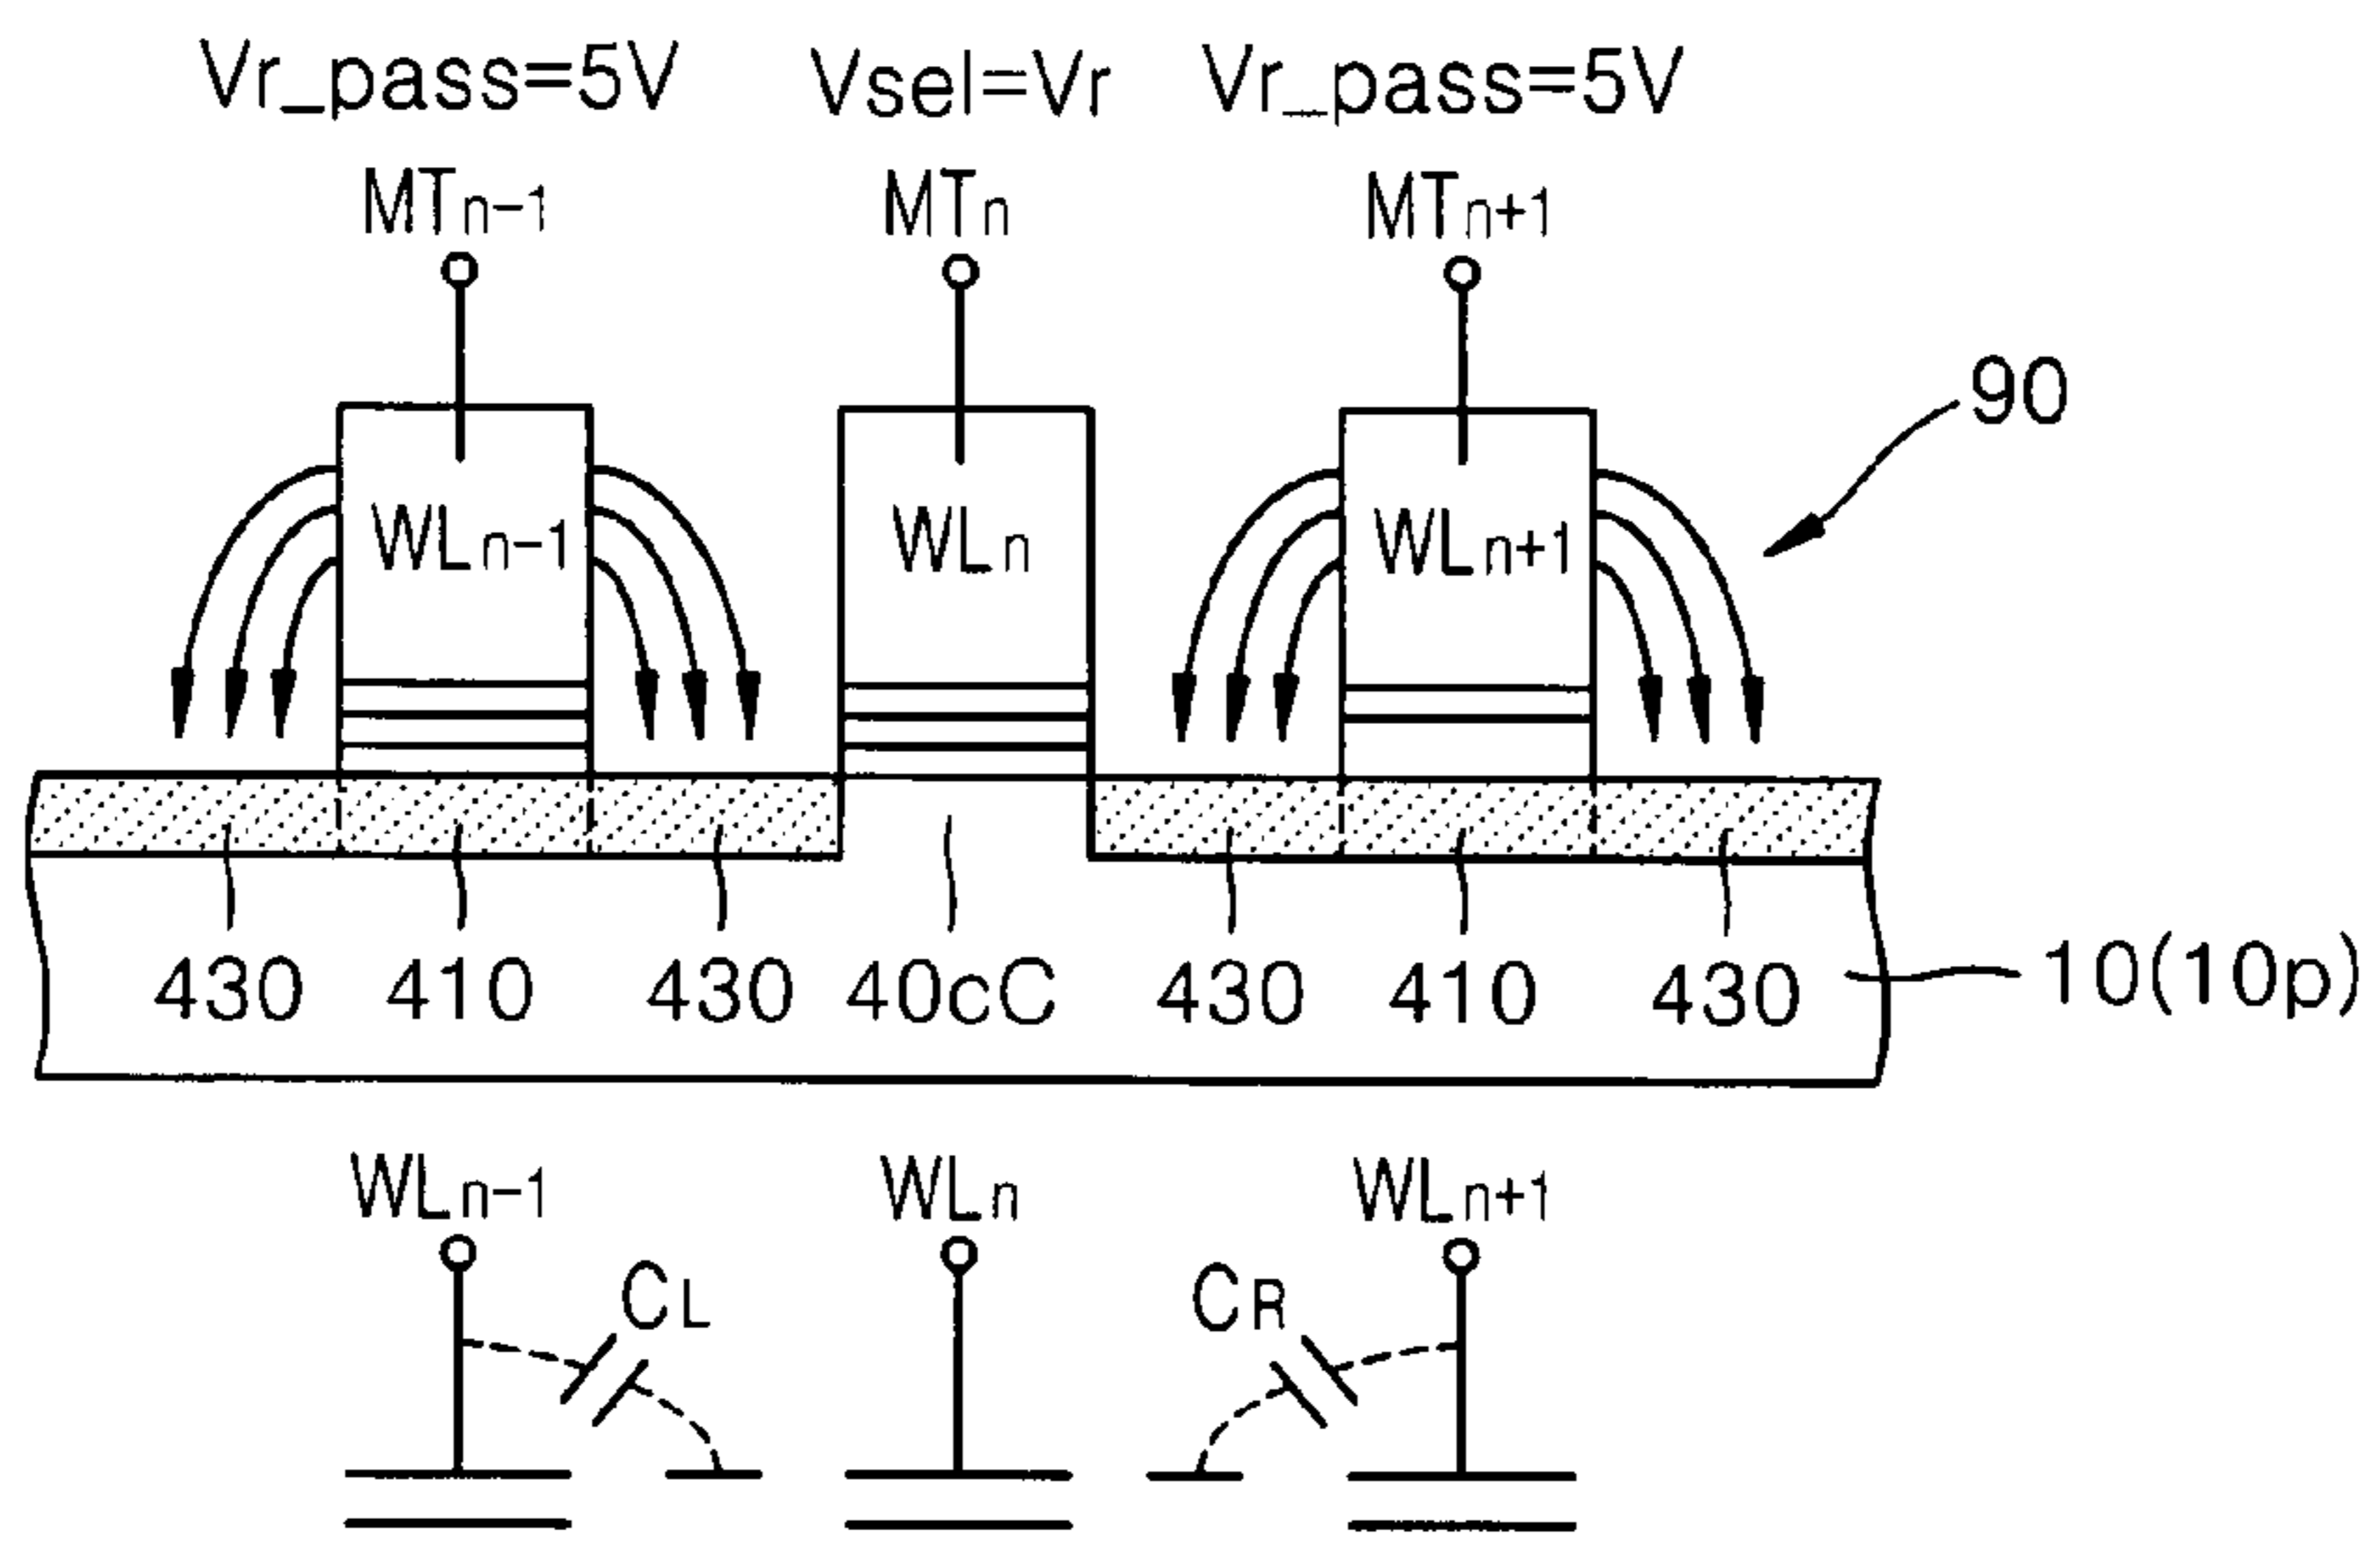 Vr_pass=5V Vsel=Vr Vr_pass=5V
MTn-1 MTn MTn+1
90
WLn-1 WLn WLn+1
430 410 430 40cC 430 410 430 10(10p)
WLn-1 WLn WLn+1
CL CR